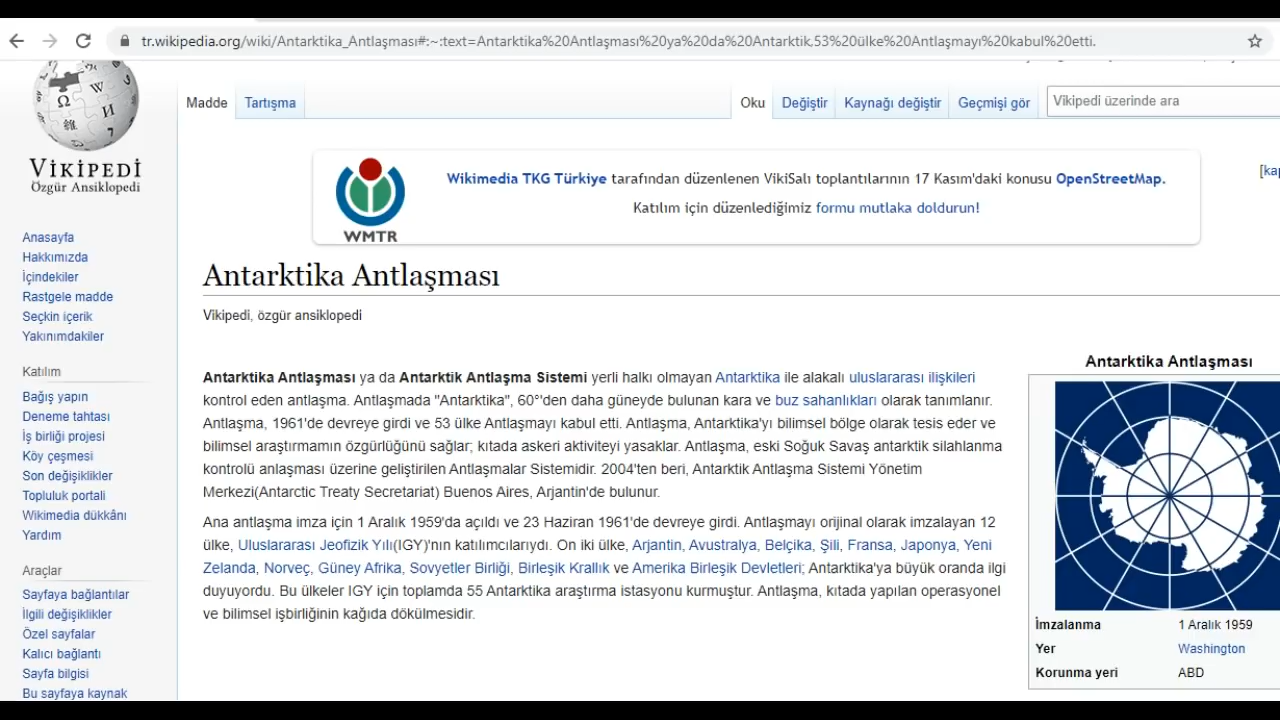 tr.wikipedia.org/wiki/Antarktika_Antlaşması#:~:text=Antarktika%20Antlaşması%20ya%20da%20Antarktik,53%20ülke%20Antlaşmayı%20kabul%20etti.
Madde
Tartışma
Oku
Değiştir
Kaynağı değiştir
Geçmişi gör
Vikipedi üzerinde ara
VİKİPEDİ
Özgür Ansiklopedi
Anasayfa
Hakkımızda
İçindekiler
Rastgele madde
Seçkin içerik
Yakınımdakiler
Katılım
Bağış yapın
Deneme tahtası
İş birliği projesi
Köy çeşmesi
Son değişiklikler
Topluluk portali
Wikimedia dükkânı
Yardım
Araçlar
Sayfaya bağlantılar
İlgili değişiklikler
Özel sayfalar
Kalıcı bağlantı
Sayfa bilgisi
Bu sayfaya kaynak
WMTR
Wikimedia TKG Türkiye tarafından düzenlenen VikiSalı toplantılarının 17 Kasım'daki konusu OpenStreetMap.
Katılım için düzenlediğimiz formu mutlaka doldurun!
[kap
Antarktika Antlaşması
Vikipedi, özgür ansiklopedi
Antarktika Antlaşması ya da Antarktik Antlaşma Sistemi yerli halkı olmayan Antarktika ile alakalı uluslararası ilişkileri
kontrol eden antlaşma. Antlaşmada "Antarktika", 60°'den daha güneyde bulunan kara ve buz sahanlıkları olarak tanımlanır.
Antlaşma, 1961'de devreye girdi ve 53 ülke Antlaşmayı kabul etti. Antlaşma, Antarktika'yı bilimsel bölge olarak tesis eder ve
bilimsel araştırmamın özgürlüğünü sağlar; kıtada askeri aktiviteyi yasaklar. Antlaşma, eski Soğuk Savaş antarktik silahlanma
kontrolü anlaşması üzerine geliştirilen Antlaşmalar Sistemidir. 2004'ten beri, Antarktik Antlaşma Sistemi Yönetim
Merkezi(Antarctic Treaty Secretariat) Buenos Aires, Arjantin'de bulunur.
Ana antlaşma imza için 1 Aralık 1959'da açıldı ve 23 Haziran 1961'de devreye girdi. Antlaşmayı orijinal olarak imzalayan 12
ülke, Uluslararası Jeofizik Yılı(IGY)'nın katılımcılarıydı. On iki ülke, Arjantin, Avustralya, Belçika, Şili, Fransa, Japonya, Yeni
Zelanda, Norveç, Güney Afrika, Sovyetler Birliği, Birleşik Krallık ve Amerika Birleşik Devletleri; Antarktika'ya büyük oranda ilgi
duyuyordu. Bu ülkeler IGY için toplamda 55 Antarktika araştırma istasyonu kurmuştur. Antlaşma, kıtada yapılan operasyonel
ve bilimsel işbirliğinin kağıda dökülmesidir.
Antarktika Antlaşması
İmzalanma 1 Aralık 1959
Yer Washington
Korunma yeri ABD